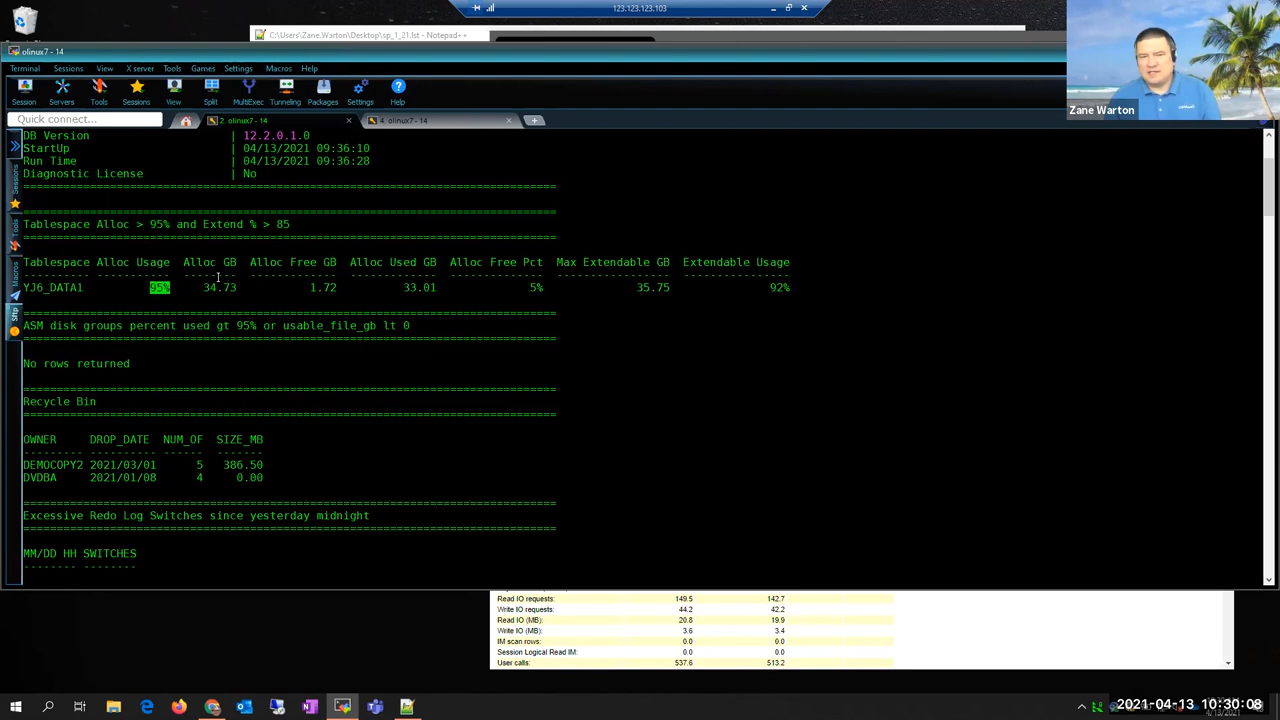 123.123.123.103
C:\Users\Zane.Warton\Desktop\sp_1_21.lst - Notepad++
olinux7 - 14
Terminal Sessions View X server Tools Games Settings Macros Help
Session Servers Tools Sessions View Split MultiExec Tunneling Packages Settings Help
Quick connect...
2. olinux7 - 14
4. olinux7 - 14
Zane Warton
Sessions
Tools
Macros
Sftp
DB Version | 12.2.0.1.0
StartUp | 04/13/2021 09:36:10
Run Time | 04/13/2021 09:36:28
Diagnostic License | No
Tablespace Alloc > 95% and Extend % > 85
Tablespace Alloc Usage Alloc GB Alloc Free GB Alloc Used GB Alloc Free Pct Max Extendable GB Extendable Usage
YJ6_DATA1 95% 34.73 1.72 33.01 5% 35.75 92%
ASM disk groups percent used gt 95% or usable_file_gb lt 0
No rows returned
Recycle Bin
OWNER DROP_DATE NUM_OF SIZE_MB
DEMOCOPY2 2021/03/01 5 386.50
DVDBA 2021/01/08 4 0.00
Excessive Redo Log Switches since yesterday midnight
MM/DD HH SWITCHES
Read IO requests: 149.5 142.7
Write IO requests: 44.2 42.2
Read IO (MB): 20.8 19.9
Write IO (MB): 3.6 3.4
IM scan rows: 0.0 0.0
Session Logical Read IM: 0.0 0.0
User calls: 537.6 513.2
2021-04-13 10:30:08